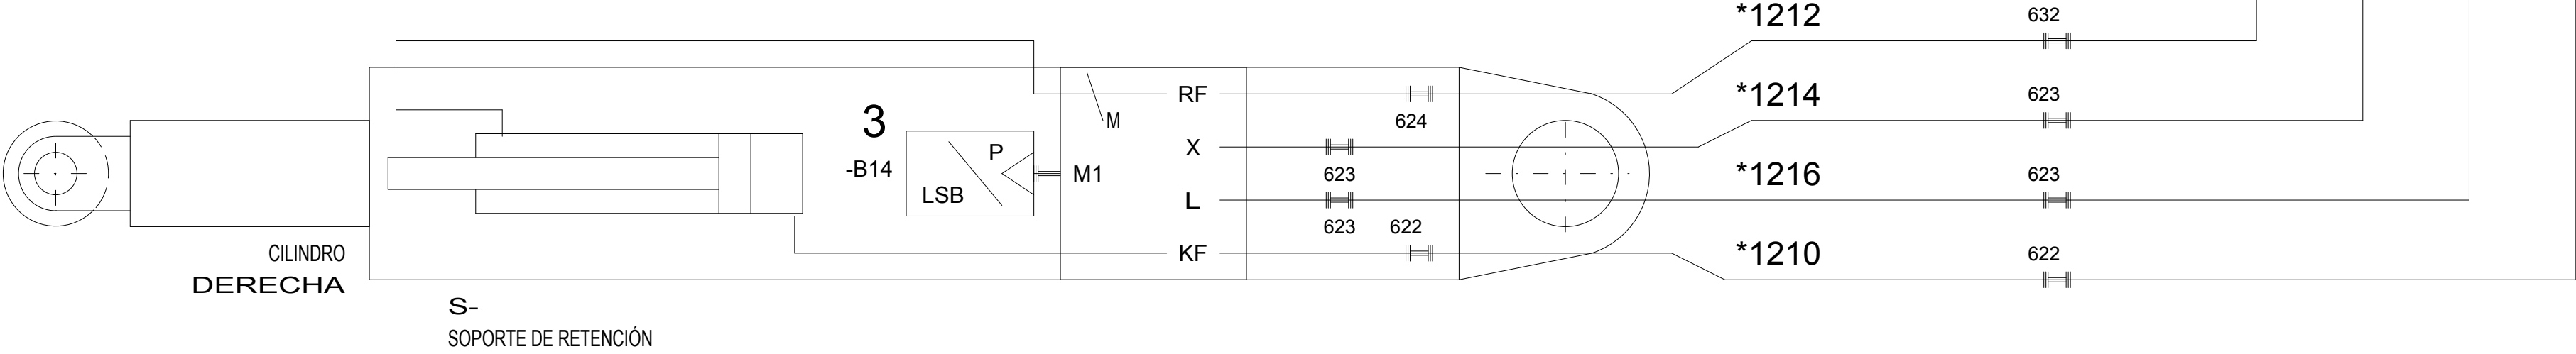 *1212
632
RF
3
M
624
*1214
623
-B14
P
LSB
M1
X
623
*1216
623
L
623
622
KF
*1210
622
CILINDRO
DERECHA
S-
SOPORTE DE RETENCIÓN